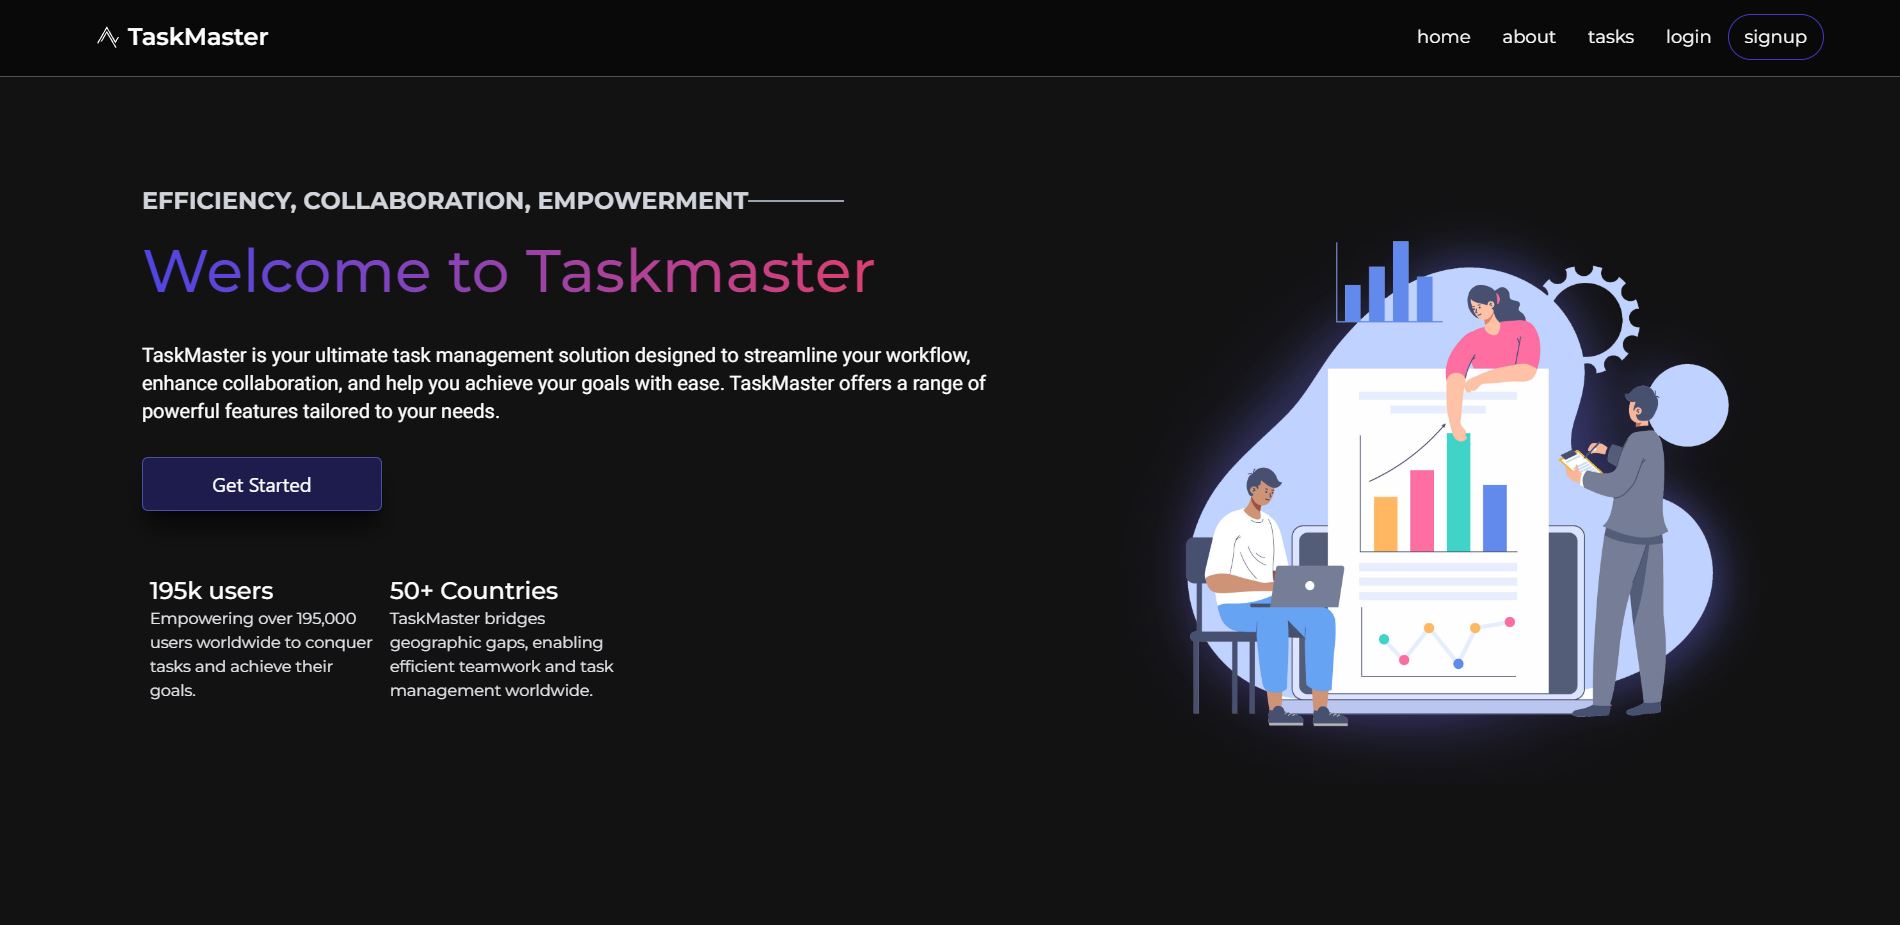 TaskMaster
home about tasks login signup
EFFICIENCY, COLLABORATION, EMPOWERMENT
Welcome to Taskmaster
TaskMaster is your ultimate task management solution designed to streamline your workflow,
enhance collaboration, and help you achieve your goals with ease. TaskMaster offers a range of
powerful features tailored to your needs.
Get Started
195k users
Empowering over 195,000
users worldwide to conquer
tasks and achieve their
goals.
50+ Countries
TaskMaster bridges
geographic gaps, enabling
efficient teamwork and task
management worldwide.